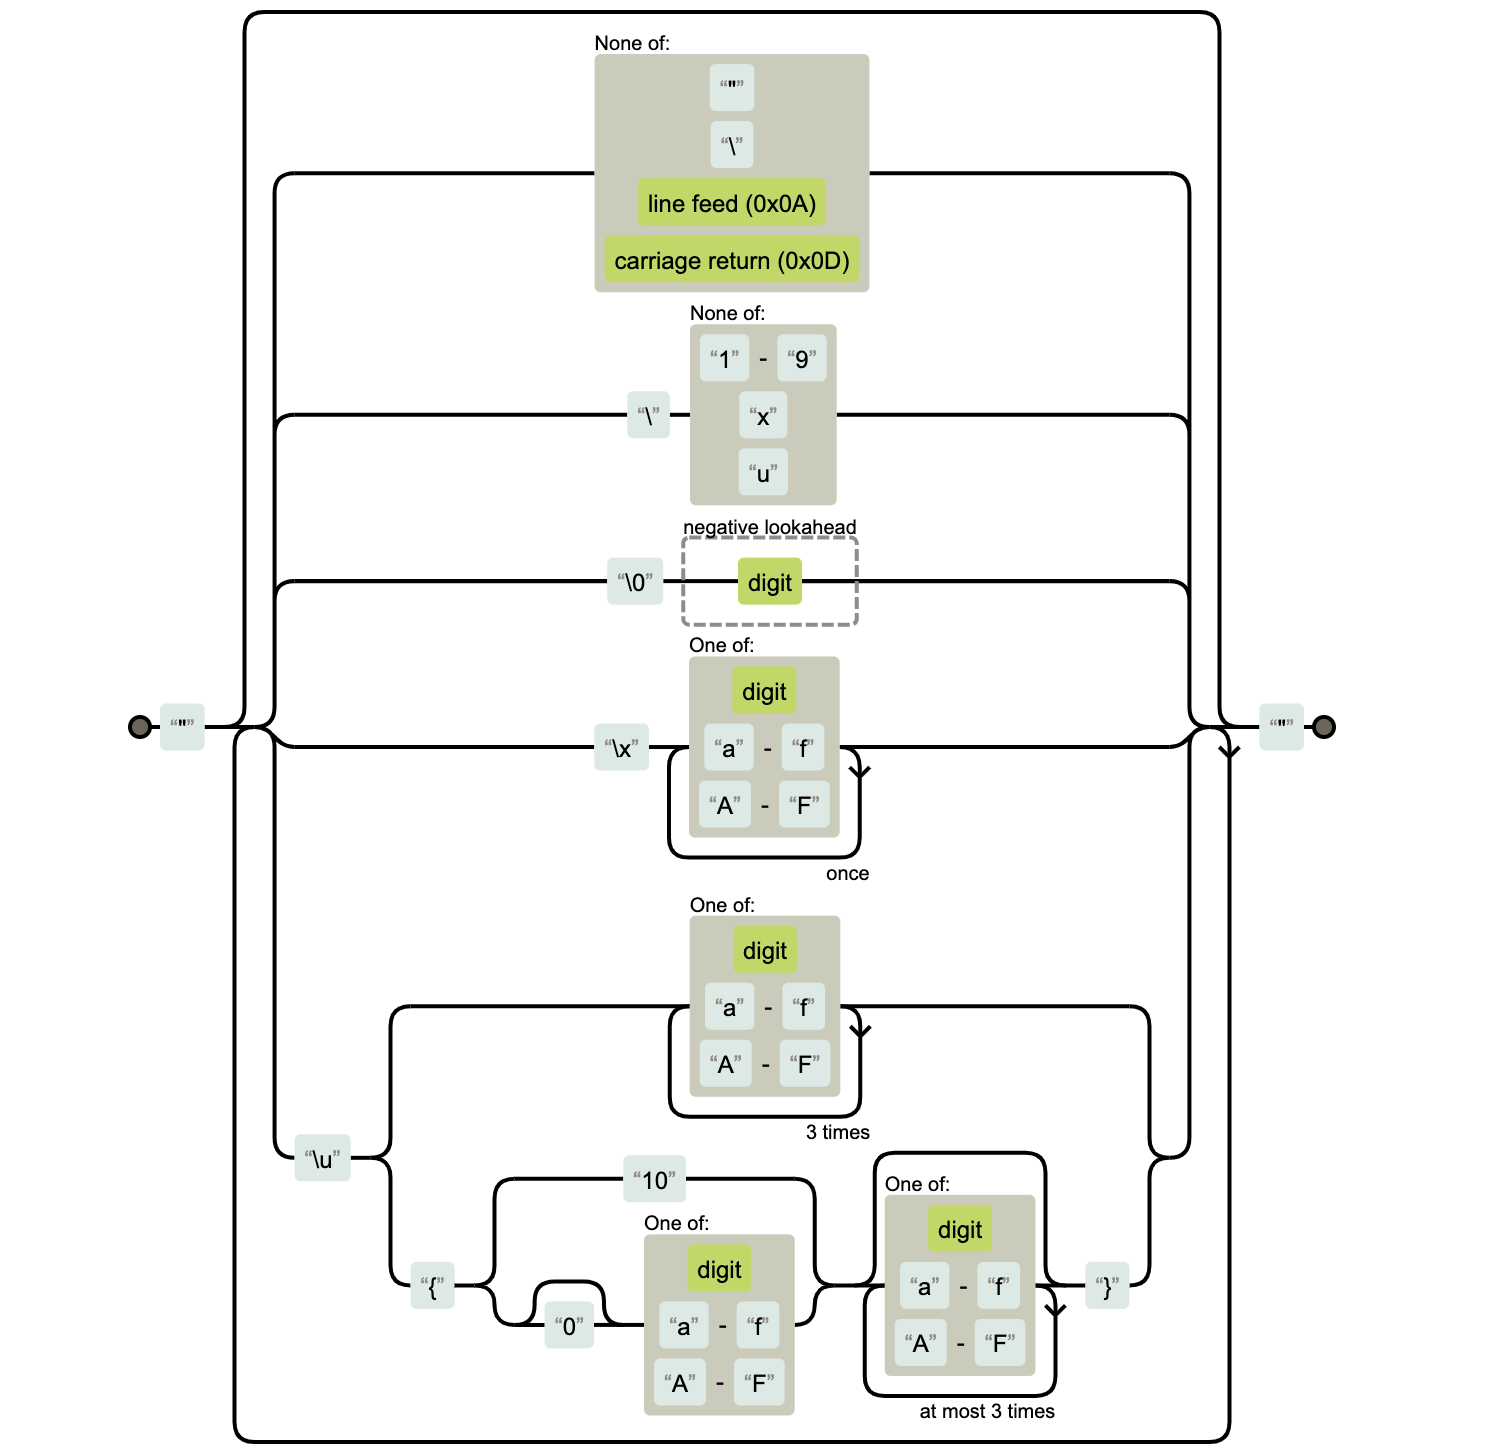 None of:
“"”
“\”
line feed (0x0A)
carriage return (0x0D)
None of:
“1” - “9”
“\”
“x”
“u”
negative lookahead
“\0” digit
One of:
digit
“"”
“"”
“\x” “a” - “f”
“A” - “F”
once
One of:
digit
“a” - “f”
“A” - “F”
3 times
“\u”
“10”
One of:
digit
“{”
“a” - “f”
“}”
One of:
digit
“0” “a” - “f”
“A” - “F”
“A” - “F”
at most 3 times